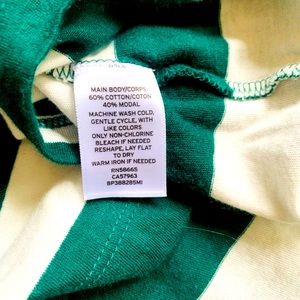 MAIN BODY/CORPS:
60% COTTON/COTON
40% MODAL
MACHINE WASH COLD,
GENTLE CYCLE, WITH
LIKE COLORS
ONLY NON-CHLORINE
BLEACH IF NEEDED
RESHAPE, LAY FLAT
TO DRY
WARM IRON IF NEEDED
RN58665
CA57963
BP388285MI